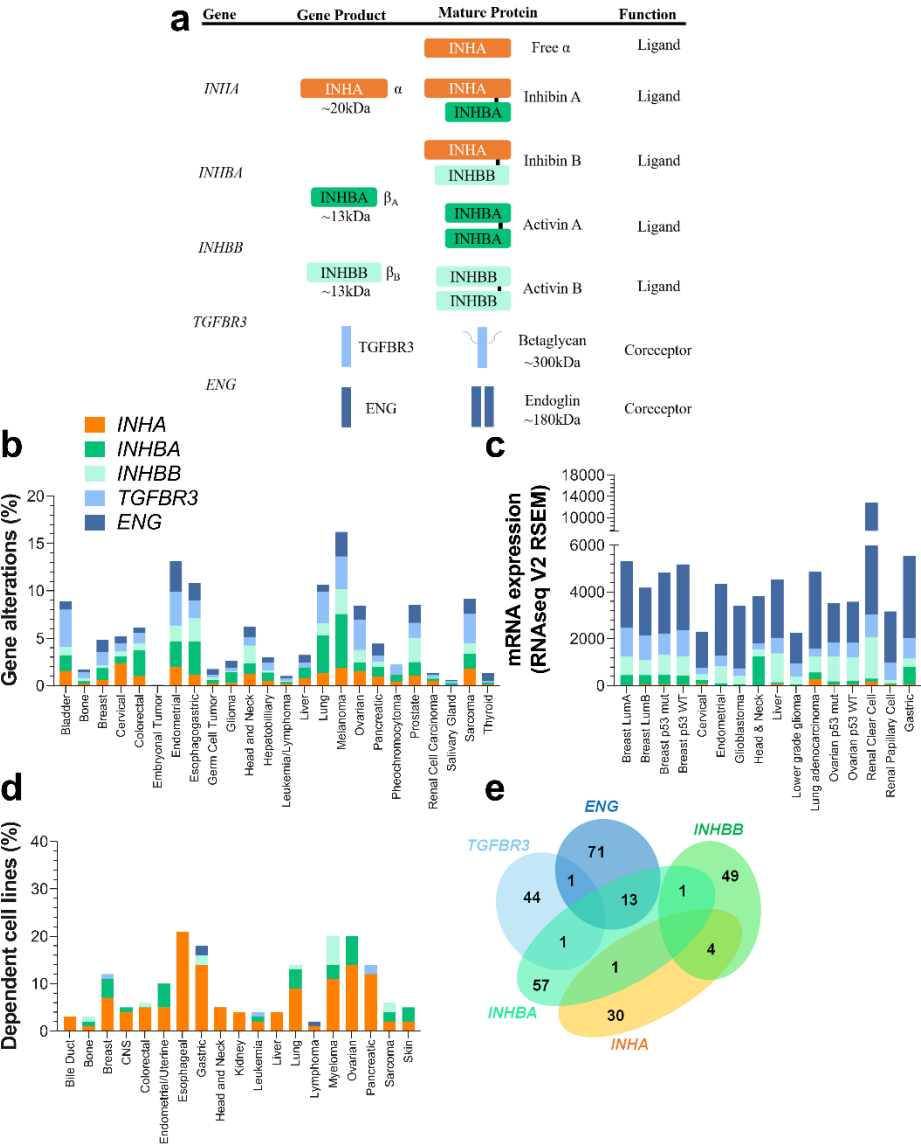 a
Gene Gene Product Mature Protein Function
INHA Free α Ligand
INHA
INHA α
~20kDa
INHA
INHBA
Inhibin A Ligand
INHBA
INHA
INHBB
Inhibin B Ligand
INHBA βA
~13kDa
INHBA
INHBA
Activin A Ligand
INHBB
INHBB βB
~13kDa
INHBB
INHBB
Activin B Ligand
TGFBR3
TGFBR3
Betaglycan
~300kDa
Coreceptor
ENG
ENG
Endoglin
~180kDa
Coreceptor
INHA
INHBA
INHBB
TGFBR3
ENG
b
Gene alterations (%)
20
15
10
5
0
Bladder
Bone
Breast
Cervical
Colorectal
Embryonal Tumor
Endometrial
Esophagogastric
Germ Cell Tumor
Glioma
Head and Neck
Hepatobilliary
Leukemia/Lymphoma
Liver
Lung
Melanoma
Ovarian
Pancreatic
Pheochromocytoma
Prostate
Renal Cell Carcinoma
Salivary Gland
Sarcoma
Thyroid
c
mRNA expression
(RNAseq V2 RSEM)
18000
14000
10000
6000
4000
2000
0
Breast LumA
Breast LumB
Breast p53 mut
Breast p53 WT
Cervical
Endometrial
Glioblastoma
Head & Neck
Liver
Lower grade glioma
Lung adenocarcinoma
Ovarian p53 mut
Ovarian p53 WT
Renal Clear Cell
Renal Papillary Cell
Gastric
d
Dependent cell lines (%)
40
30
20
10
0
Bile Duct
Bone
Breast
CNS
Colorectal
Endometrial/Uterine
Esophageal
Gastric
Head and Neck
Kidney
Leukemia
Liver
Lung
Lymphoma
Myeloma
Ovarian
Pancreatic
Sarcoma
Skin
e
ENG
TGFBR3
INHBB
71
1
44
13
1
49
1
1
4
57
30
INHBA
INHA